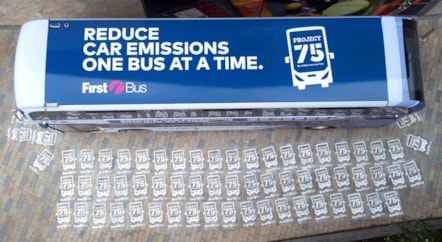 REDUCE
CAR EMISSIONS
ONE BUS AT A TIME.
First Bus
PROJECT
75